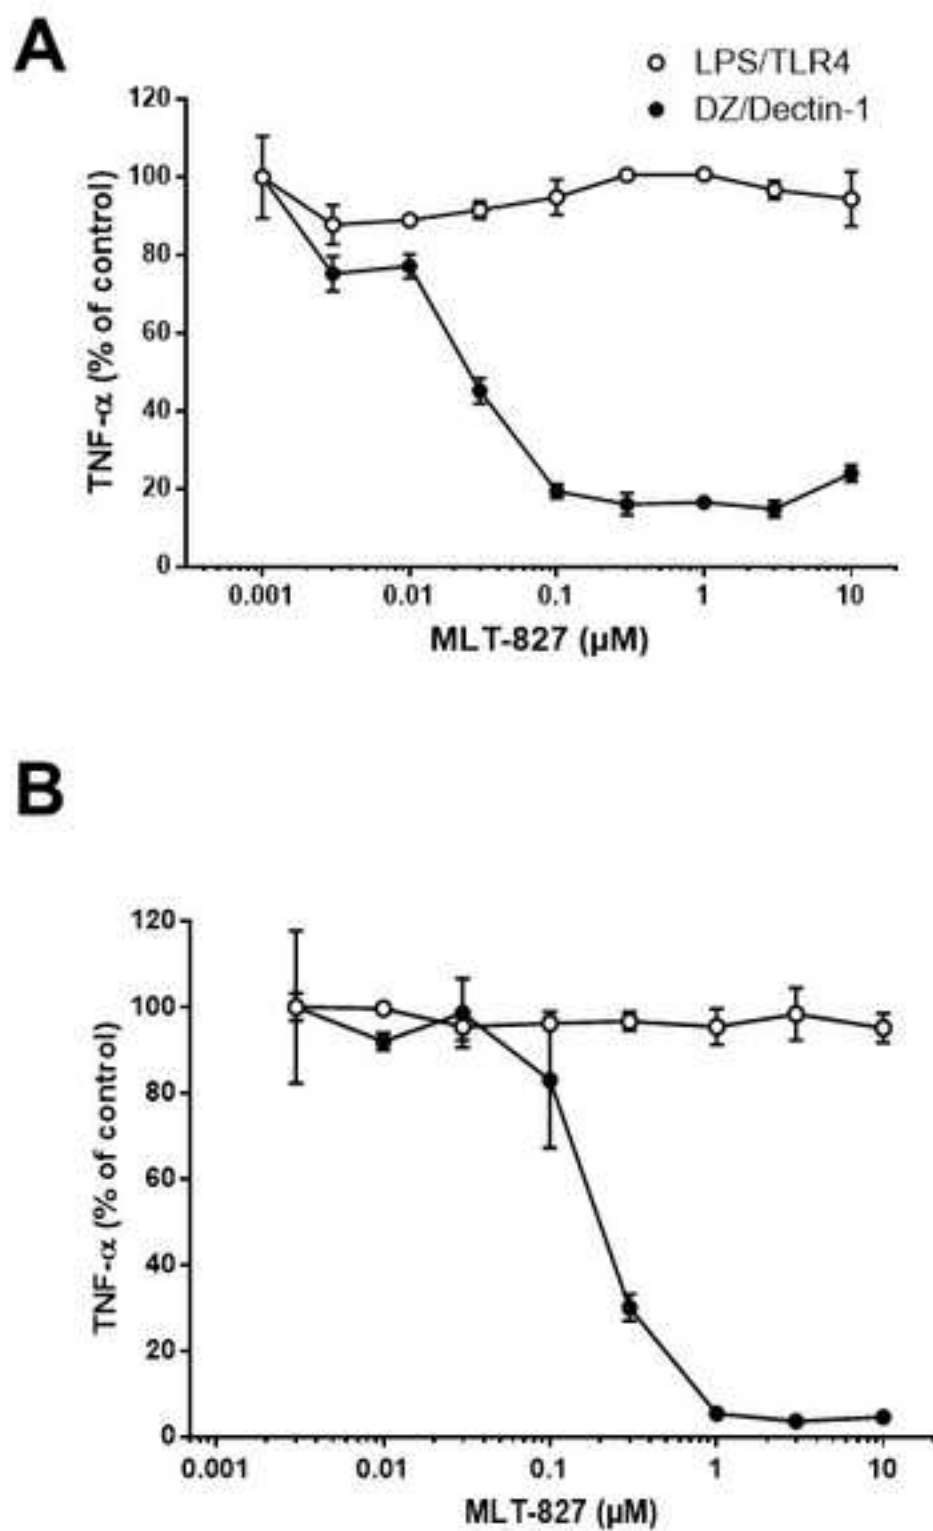 A
LPS/TLR4
DZ/Dectin-1
120
100
80
60
40
20
0
TNF-α (% of control)
0.001 0.01 0.1 1 10
MLT-827 (μM)
B
120
100
80
60
40
20
0
TNF-α (% of control)
0.001 0.01 0.1 1 10
MLT-827 (μM)